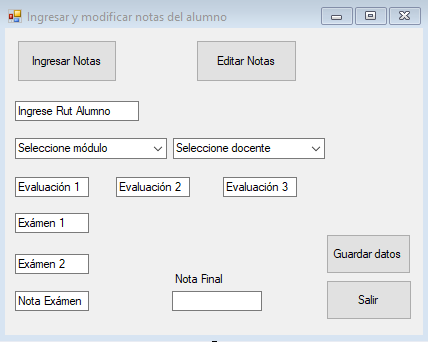 Ingresar y modificar notas del alumno
Ingresar Notas
Editar Notas
Ingrese Rut Alumno
Seleccione módulo
Seleccione docente
Evaluación 1
Evaluación 2
Evaluación 3
Exámen 1
Exámen 2
Guardar datos
Nota Final
Nota Exámen
Salir